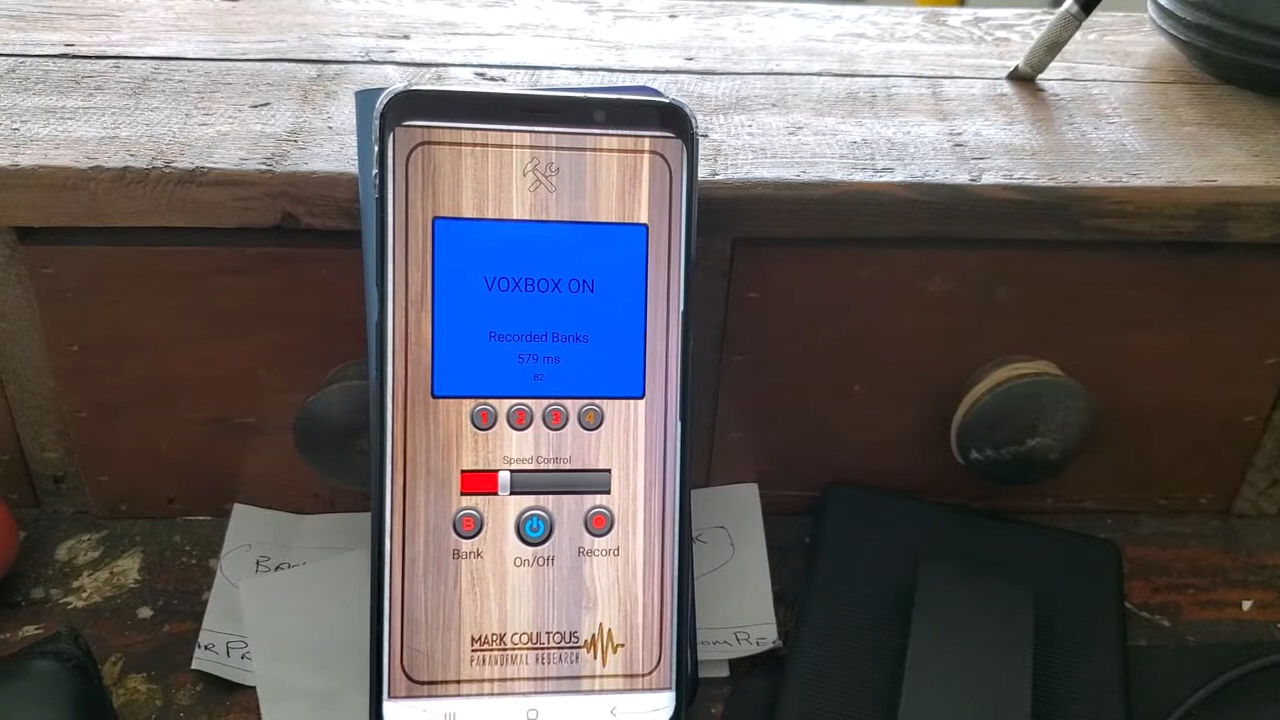 VOXBOX ON
Recorded Banks
579 ms
B2
1 2 3 4
Speed Control
B
Bank
On/Off
Record
MARK COULTOUS
PARANORMAL RESEARCH